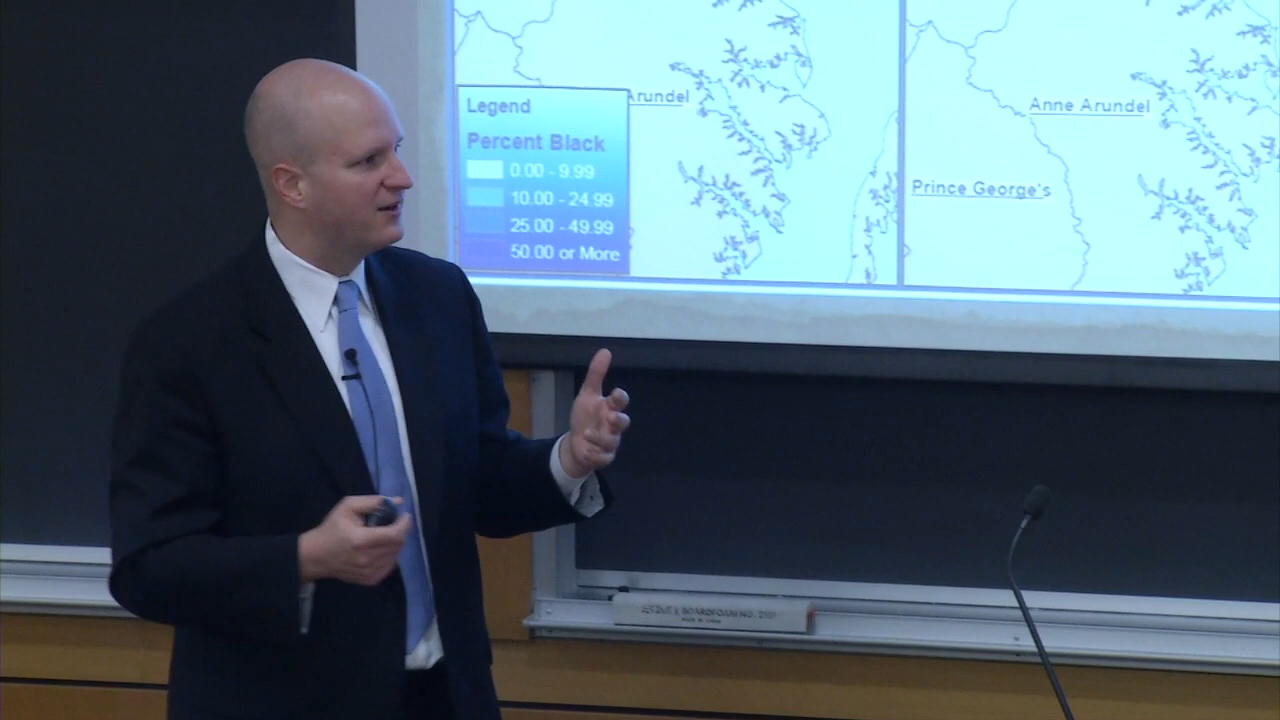 Legend
Percent Black
0.00 - 9.99
10.00 - 24.99
25.00 - 49.99
50.00 or More
Arundel
Anne Arundel
Prince George's